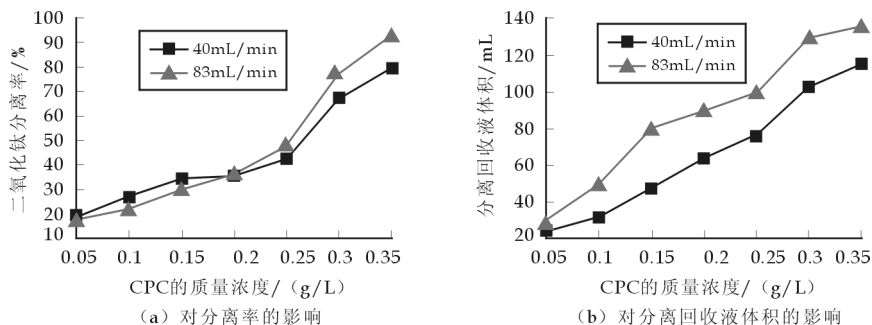 100
90
80
70
60
50
40
30
20
10
二氧化钛分离率/%
40mL/min
83mL/min
0.05 0.1 0.15 0.2 0.25 0.3 0.35
CPC的质量浓度/（g/L）
（a）对分离率的影响
140
120
100
80
60
40
20
分离回收液体积/mL
40mL/min
83mL/min
0.05 0.1 0.15 0.20 0.25 0.3 0.35
CPC的质量浓度/（g/L）
（b）对分离回收液体积的影响